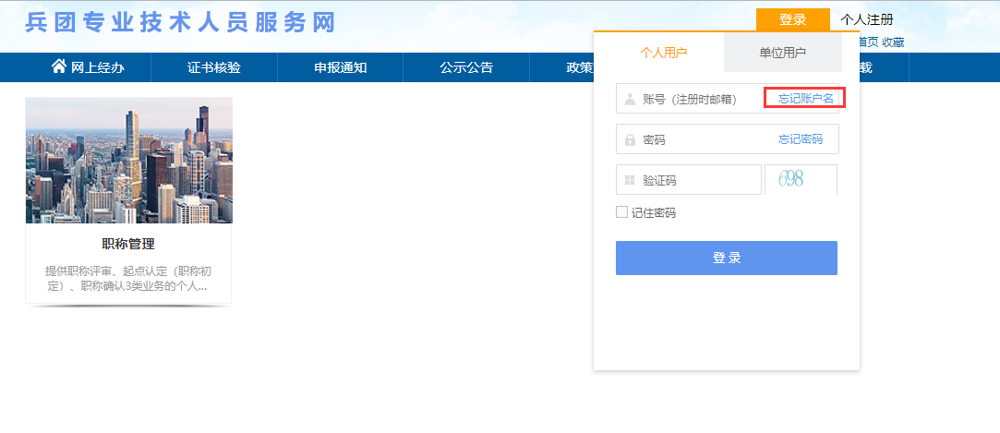 兵团专业技术人员服务网
登录 个人注册
首页 收藏
网上经办 证书核验 申报通知 公示公告 政策 载
个人用户 单位用户
账号（注册时邮箱） 忘记账户名
密码 忘记密码
验证码 698
记住密码
登 录
职称管理
提供职称评审、起点认定（职称初
定）、职称确认3类业务的个人...